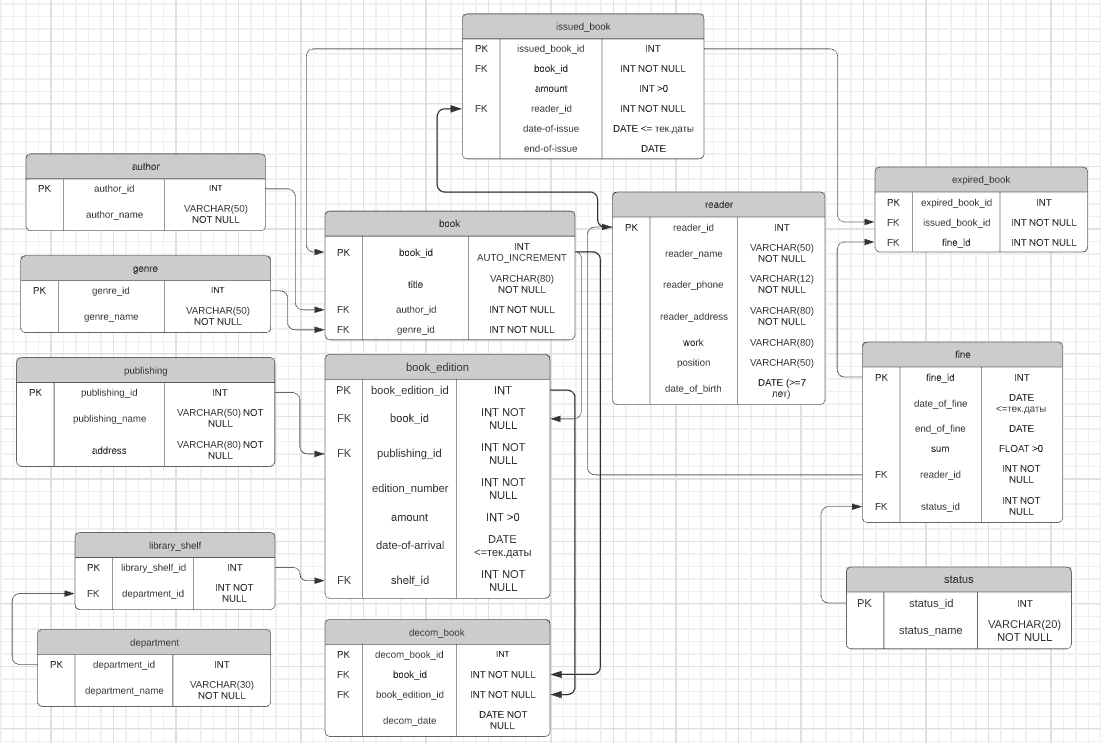 issued_book
PK issued_book_id INT
FK book_id INT NOT NULL
amount INT >0
FK reader_id INT NOT NULL
date-of-issue DATE <= тек.даты
end-of-issue DATE
author
PK author_id INT
author_name VARCHAR(50)
NOT NULL
genre
PK genre_id INT
genre_name VARCHAR(50)
NOT NULL
publishing
PK publishing_id INT
publishing_name VARCHAR(50) NOT
NULL
address VARCHAR(80) NOT
NULL
library_shelf
PK library_shelf_id INT
FK department_id INT NOT
NULL
department
PK department_id INT
department_name VARCHAR(30)
NOT NULL
book
PK book_id INT
AUTO_INCREMENT
title VARCHAR(80)
NOT NULL
FK author_id INT NOT NULL
FK genre_id INT NOT NULL
book_edition
PK book_edition_id INT
FK book_id INT NOT
NULL
FK publishing_id INT NOT
NULL
edition_number INT NOT
NULL
amount INT >0
date-of-arrival DATE
<=тек.даты
FK shelf_id INT NOT
NULL
decom_book
PK decom_book_id INT
FK book_id INT NOT NULL
FK book_edition_id INT NOT NULL
decom_date DATE NOT
NULL
reader
PK reader_id INT
reader_name VARCHAR(50)
NOT NULL
reader_phone VARCHAR(12)
NOT NULL
reader_address VARCHAR(80)
NOT NULL
work VARCHAR(80)
position VARCHAR(50)
date_of_birth DATE (>=7
лет)
expired_book
PK expired_book_id INT
FK issued_book_id INT NOT NULL
FK fine_id INT NOT NULL
fine
PK fine_id INT
date_of_fine DATE
<=тек.даты
end_of_fine DATE
sum FLOAT >0
FK reader_id INT NOT
NULL
FK status_id INT NOT
NULL
status
PK status_id INT
status_name VARCHAR(20)
NOT NULL